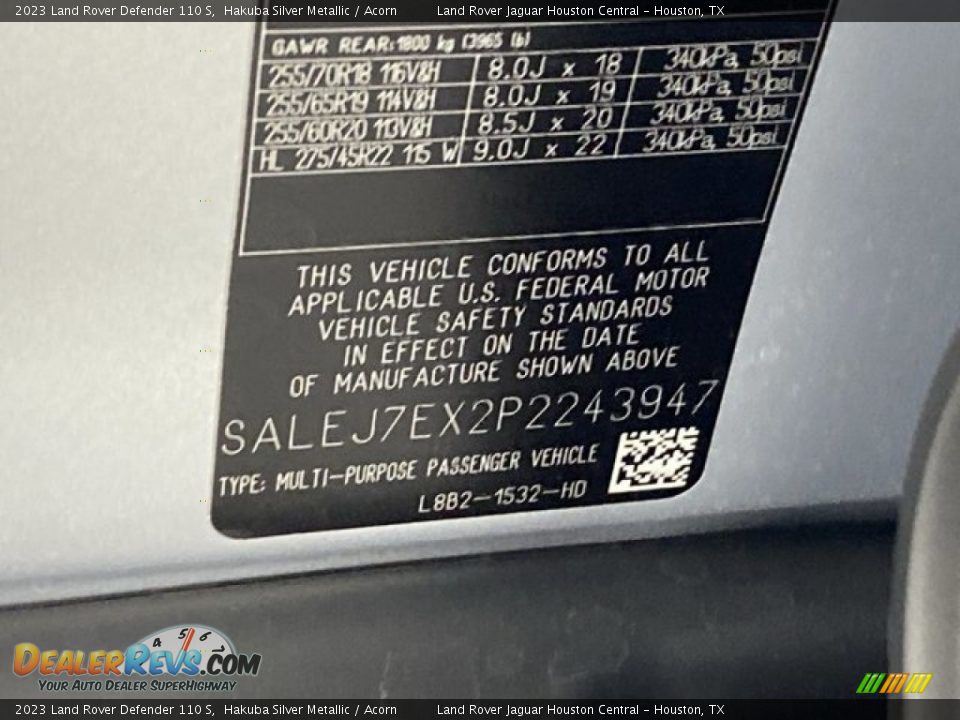 2023 Land Rover Defender 110 S, Hakuba Silver Metallic / Acorn Land Rover Jaguar Houston Central - Houston, TX
GAWR REAR: 1800 kg (3965 lb)
255/70R18 116V&H 8.0J x 18 340kPa, 50psi
255/65R19 114V&H 8.0J x 19 340kPa, 50psi
255/60R20 113V&H 8.5J x 20 340kPa, 50psi
HL 275/45R22 115 W 9.0J x 22 340kPa, 50psi
THIS VEHICLE CONFORMS TO ALL
APPLICABLE U.S. FEDERAL MOTOR
VEHICLE SAFETY STANDARDS
IN EFFECT ON THE DATE
OF MANUFACTURE SHOWN ABOVE
SALEJ7EX2P2243947
TYPE: MULTI-PURPOSE PASSENGER VEHICLE
L8B2-1532-HD
4 5 6 7
DEALERREVS.COM
YOUR AUTO DEALER SUPERHIGHWAY
2023 Land Rover Defender 110 S, Hakuba Silver Metallic / Acorn Land Rover Jaguar Houston Central - Houston, TX